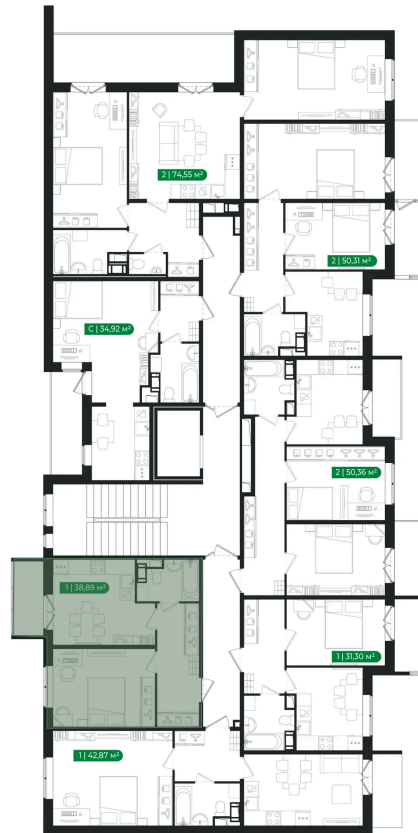 2 | 74,55 м²
2 | 50,31 м²
С | 34,92 м²
2 | 50,36 м²
1 | 38,89 м²
1 | 31,30 м²
1 | 42,87 м²